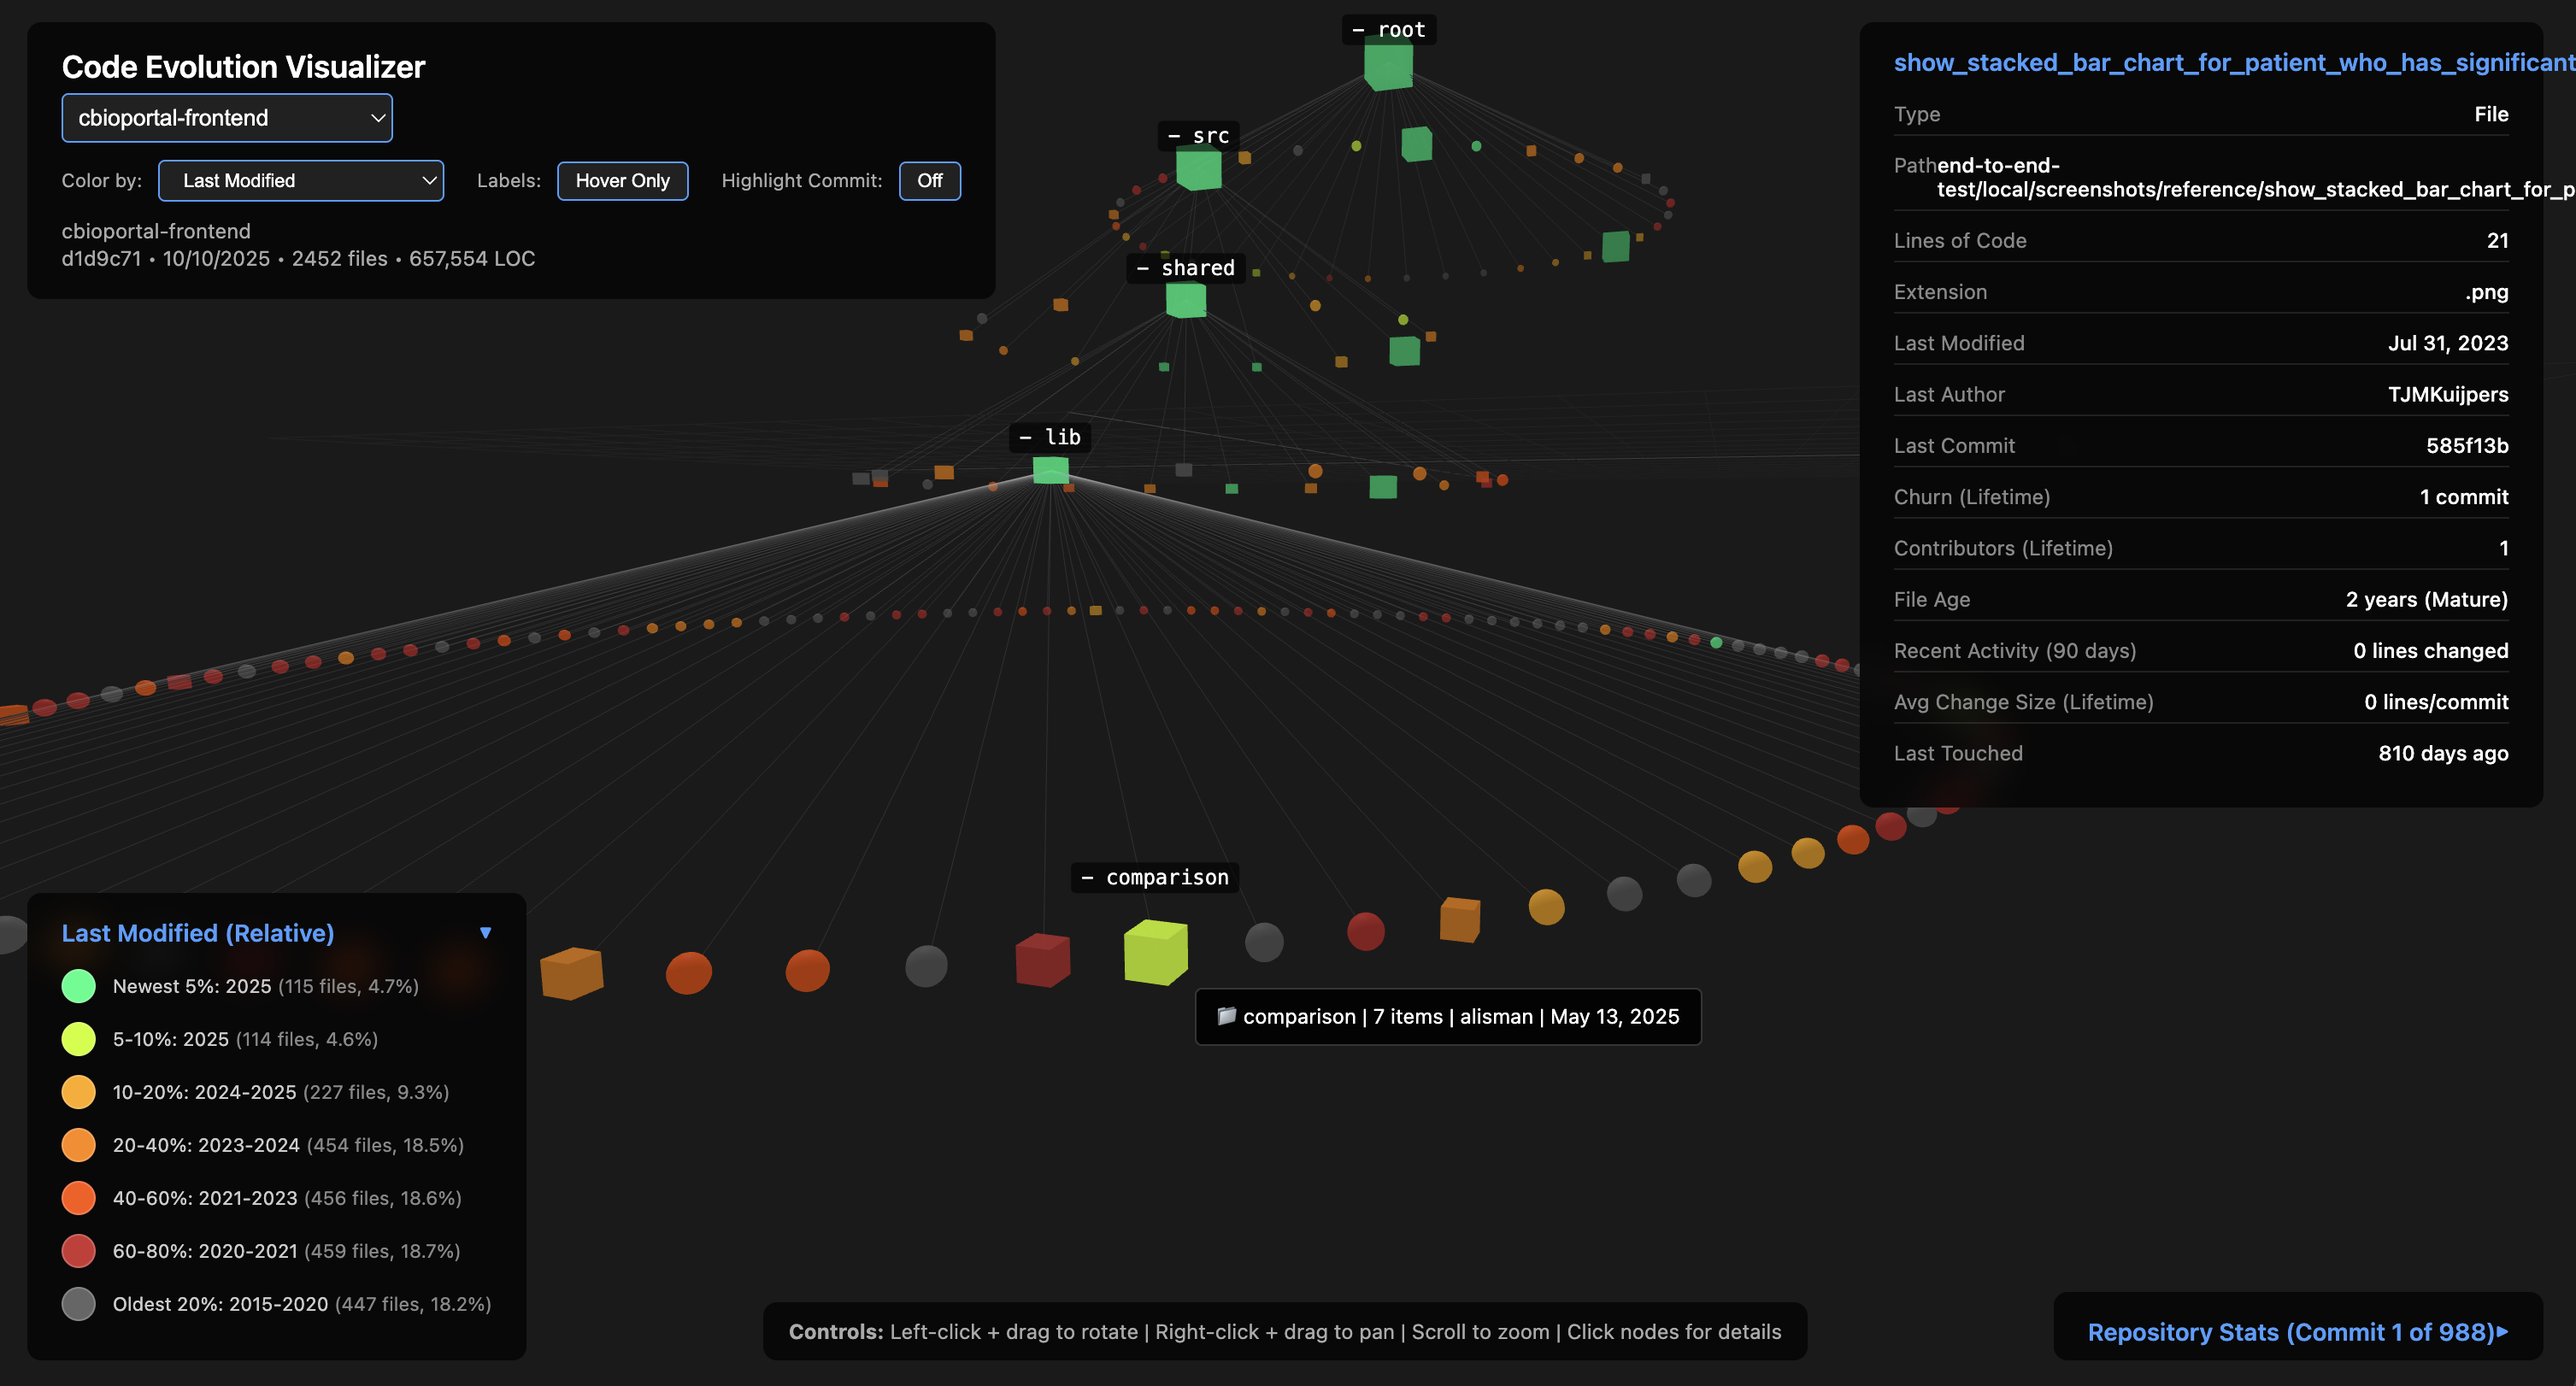 Code Evolution Visualizer
cbioportal-frontend
Color by: Last Modified Labels: Hover Only Highlight Commit: Off
cbioportal-frontend
d1d9c71 • 10/10/2025 • 2452 files • 657,554 LOC
− root
− src
− shared
− lib
− comparison
📁 comparison | 7 items | alisman | May 13, 2025
show_stacked_bar_chart_for_patient_who_has_significant
Type File
Path end-to-end-
test/local/screenshots/reference/show_stacked_bar_chart_for_p
Lines of Code 21
Extension .png
Last Modified Jul 31, 2023
Last Author TJMKuijpers
Last Commit 585f13b
Churn (Lifetime) 1 commit
Contributors (Lifetime) 1
File Age 2 years (Mature)
Recent Activity (90 days) 0 lines changed
Avg Change Size (Lifetime) 0 lines/commit
Last Touched 810 days ago
Last Modified (Relative) ▼
Newest 5%: 2025 (115 files, 4.7%)
5-10%: 2025 (114 files, 4.6%)
10-20%: 2024-2025 (227 files, 9.3%)
20-40%: 2023-2024 (454 files, 18.5%)
40-60%: 2021-2023 (456 files, 18.6%)
60-80%: 2020-2021 (459 files, 18.7%)
Oldest 20%: 2015-2020 (447 files, 18.2%)
Controls: Left-click + drag to rotate | Right-click + drag to pan | Scroll to zoom | Click nodes for details
Repository Stats (Commit 1 of 988)►